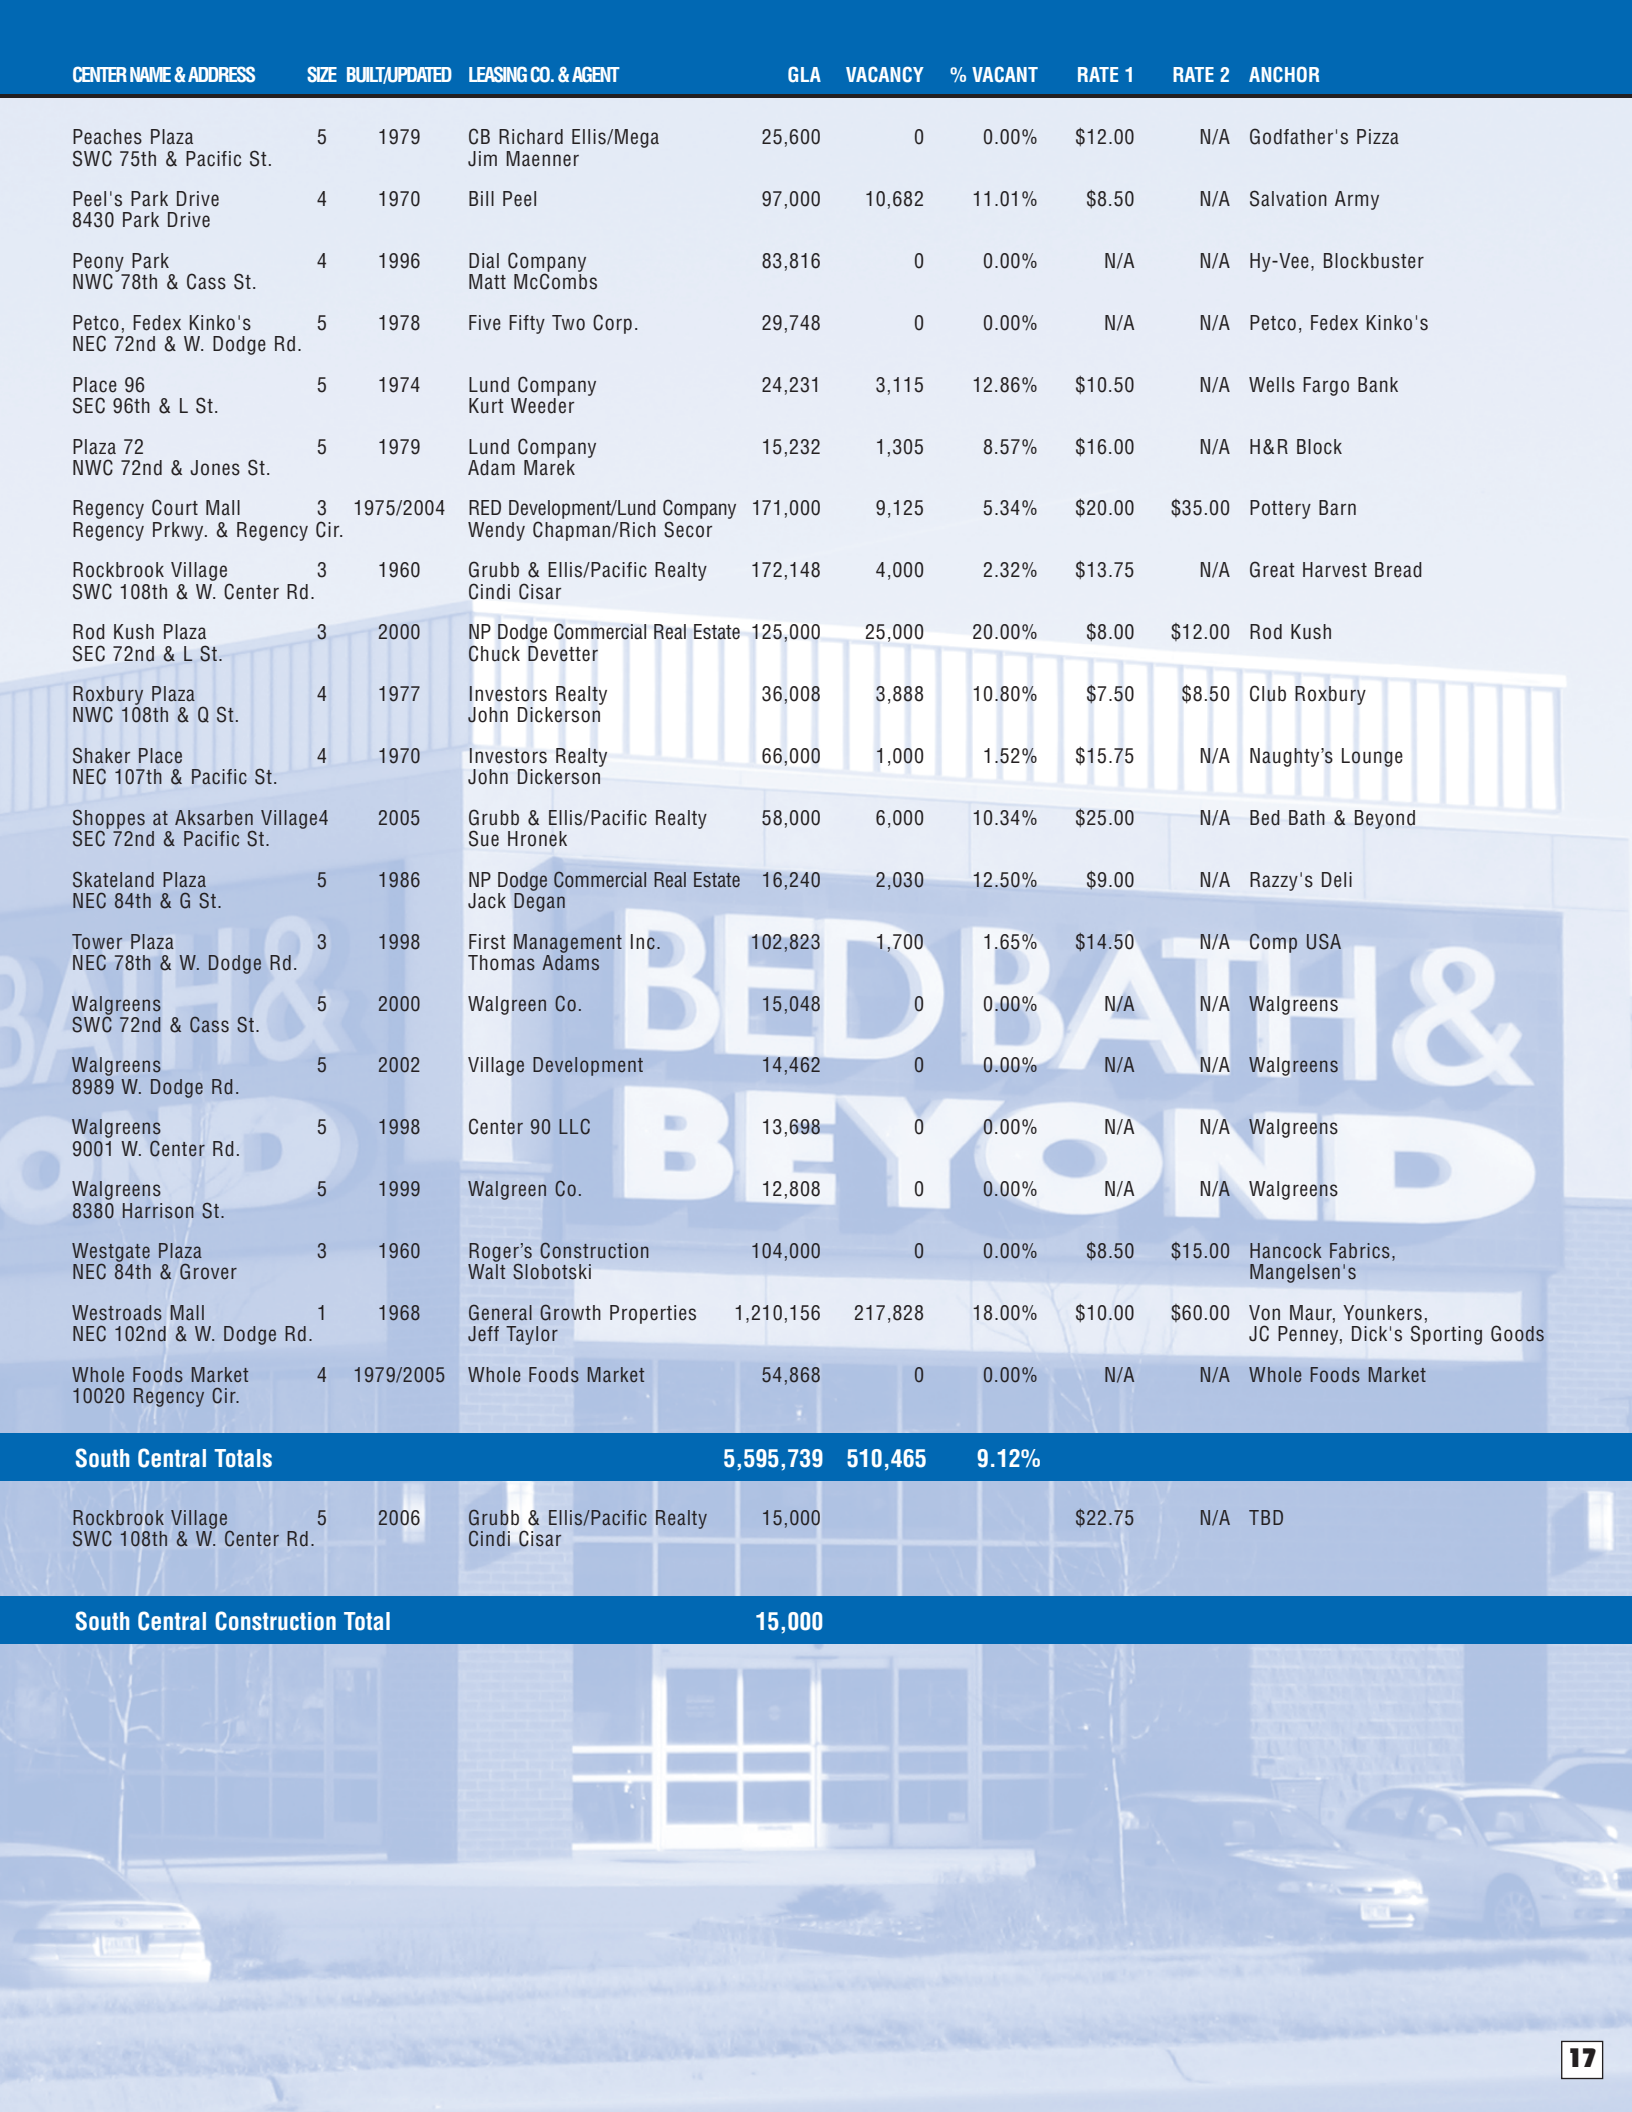 CENTER NAME & ADDRESS SIZE BUILT/UPDATED LEASING CO. & AGENT GLA VACANCY % VACANT RATE 1 RATE 2 ANCHOR
Peaches Plaza 5 1979 CB Richard Ellis/Mega 25,600 0 0.00% $12.00 N/A Godfather's Pizza
SWC 75th & Pacific St. Jim Maenner
Peel's Park Drive 4 1970 Bill Peel 97,000 10,682 11.01% $8.50 N/A Salvation Army
8430 Park Drive
Peony Park 4 1996 Dial Company 83,816 0 0.00% N/A N/A Hy-Vee, Blockbuster
NWC 78th & Cass St. Matt McCombs
Petco, Fedex Kinko's 5 1978 Five Fifty Two Corp. 29,748 0 0.00% N/A N/A Petco, Fedex Kinko's
NEC 72nd & W. Dodge Rd.
Place 96 5 1974 Lund Company 24,231 3,115 12.86% $10.50 N/A Wells Fargo Bank
SEC 96th & L St. Kurt Weeder
Plaza 72 5 1979 Lund Company 15,232 1,305 8.57% $16.00 N/A H&R Block
NWC 72nd & Jones St. Adam Marek
Regency Court Mall 3 1975/2004 RED Development/Lund Company 171,000 9,125 5.34% $20.00 $35.00 Pottery Barn
Regency Prkwy. & Regency Cir. Wendy Chapman/Rich Secor
Rockbrook Village 3 1960 Grubb & Ellis/Pacific Realty 172,148 4,000 2.32% $13.75 N/A Great Harvest Bread
SWC 108th & W. Center Rd. Cindi Cisar
Rod Kush Plaza 3 2000 NP Dodge Commercial Real Estate 125,000 25,000 20.00% $8.00 $12.00 Rod Kush
SEC 72nd & L St. Chuck Devetter
Roxbury Plaza 4 1977 Investors Realty 36,008 3,888 10.80% $7.50 $8.50 Club Roxbury
NWC 108th & Q St. John Dickerson
Shaker Place 4 1970 Investors Realty 66,000 1,000 1.52% $15.75 N/A Naughty’s Lounge
NEC 107th & Pacific St. John Dickerson
Shoppes at Aksarben Village4 2005 Grubb & Ellis/Pacific Realty 58,000 6,000 10.34% $25.00 N/A Bed Bath & Beyond
SEC 72nd & Pacific St. Sue Hronek
Skateland Plaza 5 1986 NP Dodge Commercial Real Estate 16,240 2,030 12.50% $9.00 N/A Razzy's Deli
NEC 84th & G St. Jack Degan
Tower Plaza 3 1998 First Management Inc. 102,823 1,700 1.65% $14.50 N/A Comp USA
NEC 78th & W. Dodge Rd. Thomas Adams
Walgreens 5 2000 Walgreen Co. 15,048 0 0.00% N/A N/A Walgreens
SWC 72nd & Cass St.
Walgreens 5 2002 Village Development 14,462 0 0.00% N/A N/A Walgreens
8989 W. Dodge Rd.
Walgreens 5 1998 Center 90 LLC 13,698 0 0.00% N/A N/A Walgreens
9001 W. Center Rd.
Walgreens 5 1999 Walgreen Co. 12,808 0 0.00% N/A N/A Walgreens
8380 Harrison St.
Westgate Plaza 3 1960 Roger’s Construction 104,000 0 0.00% $8.50 $15.00 Hancock Fabrics,
NEC 84th & Grover Walt Slobotski Mangelsen's
Westroads Mall 1 1968 General Growth Properties 1,210,156 217,828 18.00% $10.00 $60.00 Von Maur, Younkers,
NEC 102nd & W. Dodge Rd. Jeff Taylor JC Penney, Dick's Sporting Goods
Whole Foods Market 4 1979/2005 Whole Foods Market 54,868 0 0.00% N/A N/A Whole Foods Market
10020 Regency Cir.
South Central Totals 5,595,739 510,465 9.12%
Rockbrook Village 5 2006 Grubb & Ellis/Pacific Realty 15,000 $22.75 N/A TBD
SWC 108th & W. Center Rd. Cindi Cisar
South Central Construction Total 15,000
BATH&
OND
BED BATH &
BEYOND
17